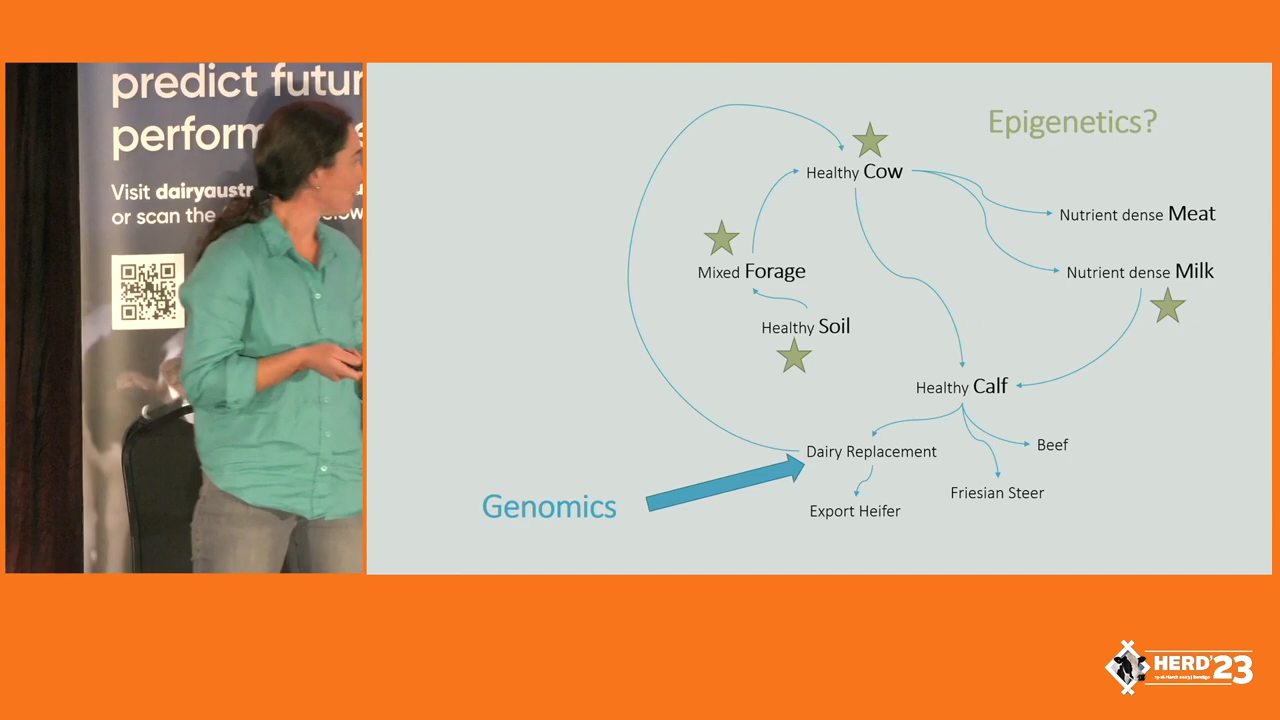 predict futur
perform
Visit dairyaustr
or scan the
Epigenetics?
Healthy Cow
Nutrient dense Meat
Mixed Forage
Nutrient dense Milk
Healthy Soil
Healthy Calf
Dairy Replacement
Beef
Genomics
Friesian Steer
Export Heifer
HERD'23